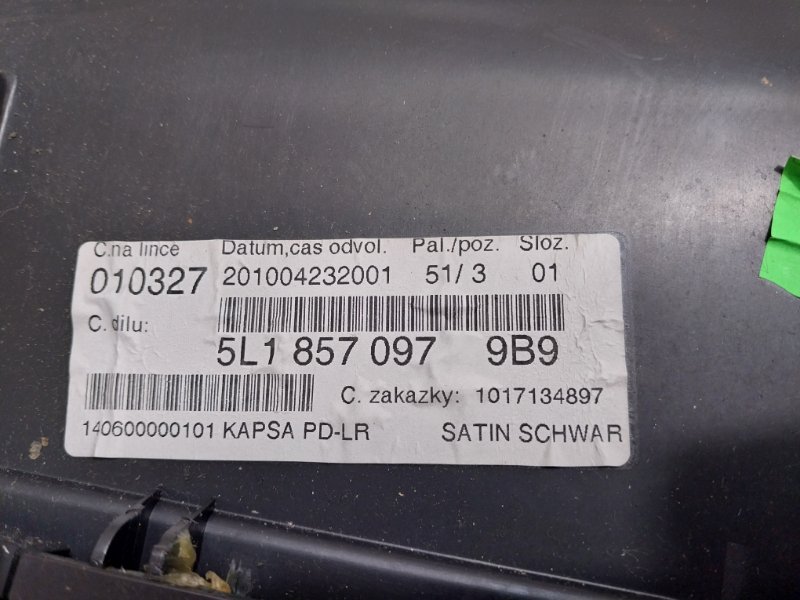 C.na lince Datum,cas odvol. Pal./poz. Sloz.
010327 201004232001 51/ 3 01
C. dilu:
5L1 857 097 9B9
C. zakazky: 1017134897
140600000101 KAPSA PD-LR SATIN SCHWAR